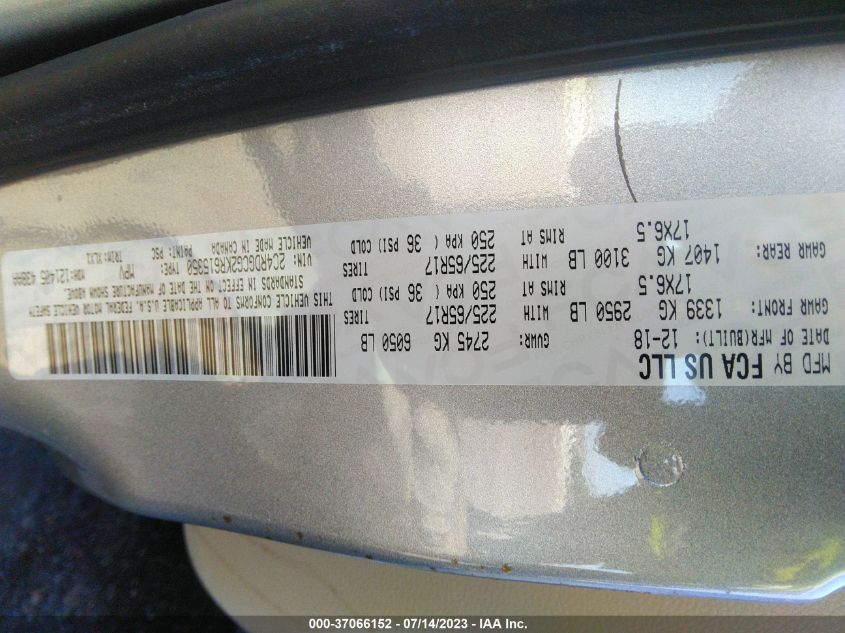 MFD BY FCA US LLC
DATE OF MFR(BUILT): 12-18 GVWR: 2745 KG 6050 LB
GAWR FRONT: 1339 KG 2950 LB WITH 225/65R17 TIRES
17X6.5 RIMS AT 250 KPA ( 36 PSI) COLD
GAWR REAR: 1407 KG 3100 LB WITH 225/65R17 TIRES
17X6.5 RIMS AT 250 KPA ( 36 PSI) COLD
THIS VEHICLE CONFORMS TO ALL APPLICABLE U.S.A. FEDERAL MOTOR VEHICLE SAFETY
STANDARDS IN EFFECT ON THE DATE OF MANUFACTURE SHOWN ABOVE.
VIN: TYPE: MPV MDH:
VEHICLE MADE IN CANADA PAINT: PSC TRIM:
000-37066152 - 07/14/2023 - IAA Inc.